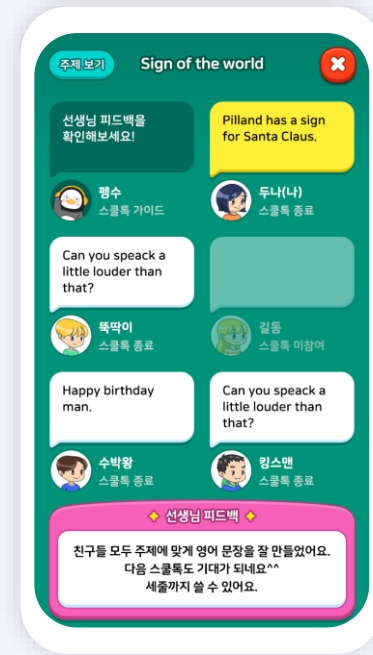 주제 보기
Sign of the world
선생님 피드백을
확인해보세요!
펭수
스쿨톡 가이드
Pilland has a sign
for Santa Claus.
두나(나)
스쿨톡 종료
Can you speack a
little louder than
that?
뚝딱이
스쿨톡 종료
길동
스쿨톡 미참여
Happy birthday
man.
수박왕
스쿨톡 종료
Can you speack a
little louder than
that?
킹스맨
스쿨톡 종료
선생님 피드백
친구들 모두 주제에 맞게 영어 문장을 잘 만들었어요.
다음 스쿨톡도 기대가 되네요^^
세줄까지 쓸 수 있어요.